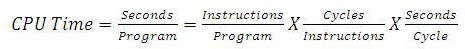 CPU Time = Seconds/Program = Instructions/Program X Cycles/Instructions X Seconds/Cycle